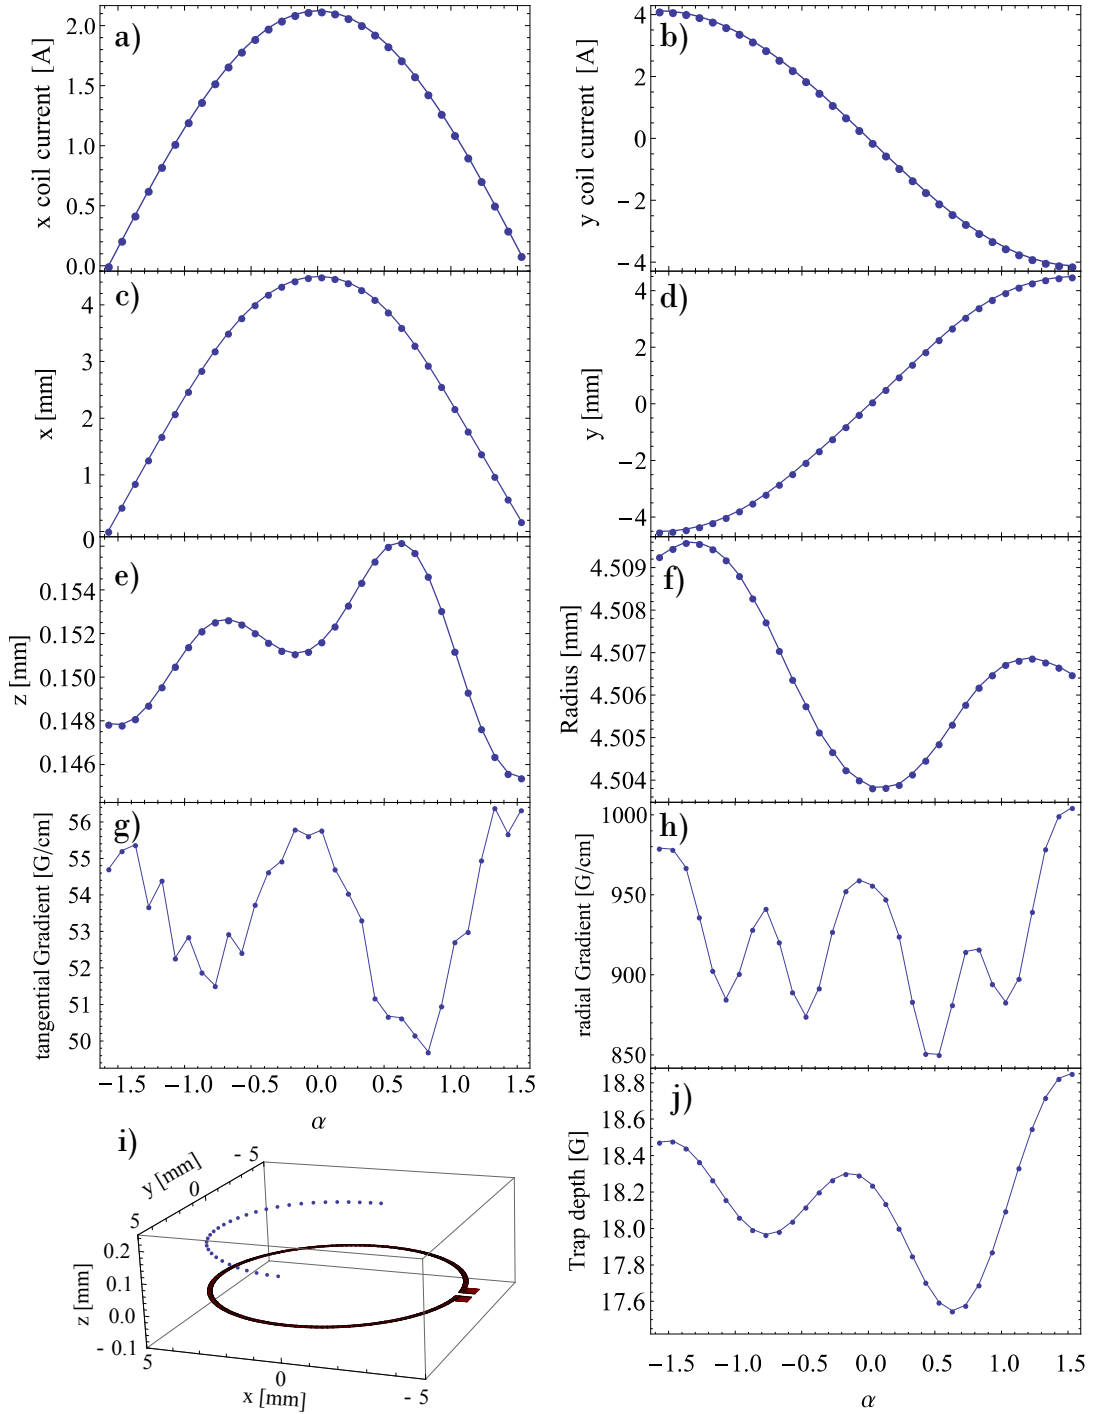 a)
x coil current [A]
2.0
1.5
1.0
0.5
0.0
b)
y coil current [A]
4
2
0
−2
−4
c)
x [mm]
4
3
2
1
0
d)
y [mm]
4
2
0
−2
−4
e)
z [mm]
0
0.154
0.152
0.150
0.148
0.146
f)
Radius [mm]
4.509
4.508
4.507
4.506
4.505
4.504
g)
tangential Gradient [G/cm]
56
55
54
53
52
51
50
−1.5 −1.0 −0.5 0.0 0.5 1.0 1.5
α
h)
radial Gradient [G/cm]
1000
950
900
850
i)
y [mm]
- 5
0
5
z [mm]
0.2
0.1
0.0
- 0.1
5 0 - 5
x [mm]
j)
Trap depth [G]
18.8
18.6
18.4
18.2
18.0
17.8
17.6
−1.5 −1.0 −0.5 0.0 0.5 1.0 1.5
α